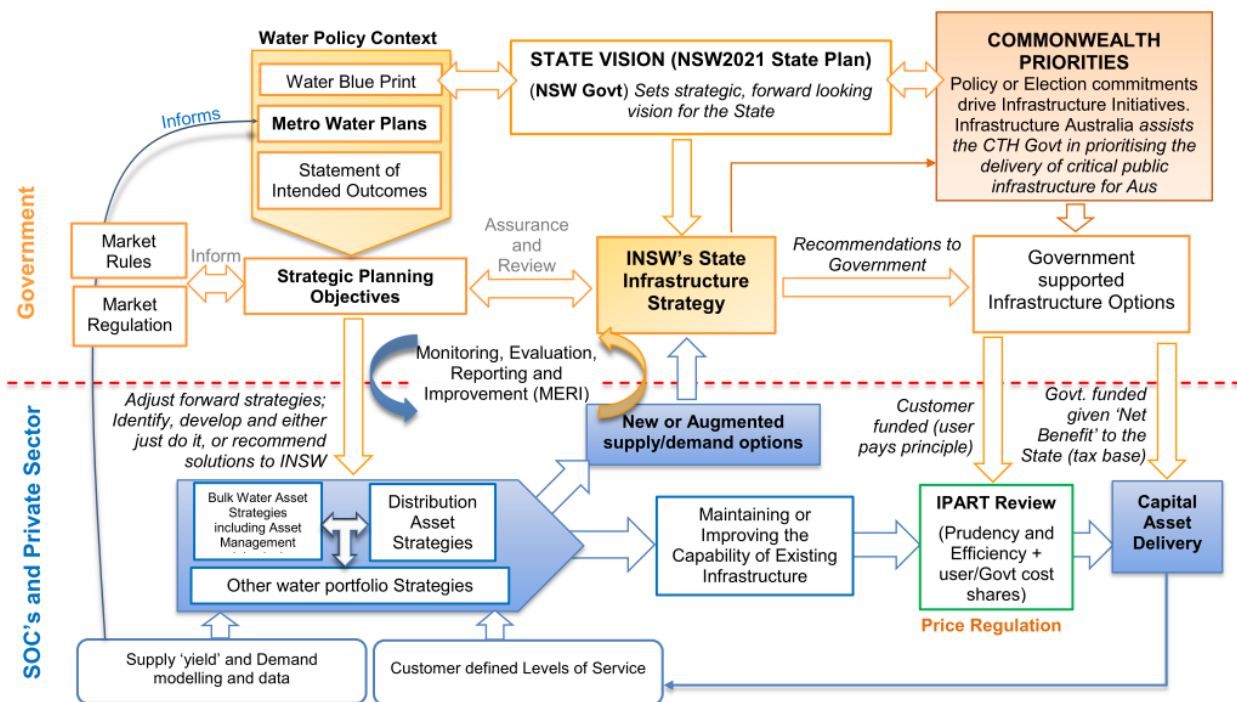 Water Policy Context
Water Blue Print
Metro Water Plans
Statement of
Intended Outcomes
STATE VISION (NSW2021 State Plan)
(NSW Govt) Sets strategic, forward looking
vision for the State
COMMONWEALTH
PRIORITIES
Policy or Election commitments
drive Infrastructure Initiatives.
Infrastructure Australia assists
the CTH Govt in prioritising the
delivery of critical public
infrastructure for Aus
Informs
Government
Market
Rules
Market
Regulation
Inform
Strategic Planning
Objectives
Assurance
and
Review
INSW's State
Infrastructure
Strategy
Recommendations to
Government
Government
supported
Infrastructure Options
Monitoring, Evaluation,
Reporting and
Improvement (MERI)
SOC's and Private Sector
Adjust forward strategies;
Identify, develop and either
just do it, or recommend
solutions to INSW
New or Augmented
supply/demand options
Customer
funded (user
pays principle)
Govt. funded
given 'Net
Benefit' to the
State (tax base)
Bulk Water Asset
Strategies
including Asset
Management
Distribution
Asset
Strategies
Other water portfolio Strategies
Maintaining or
Improving the
Capability of Existing
Infrastructure
IPART Review
(Prudency and
Efficiency +
user/Govt cost
shares)
Price Regulation
Capital
Asset
Delivery
Supply 'yield' and Demand
modelling and data
Customer defined Levels of Service